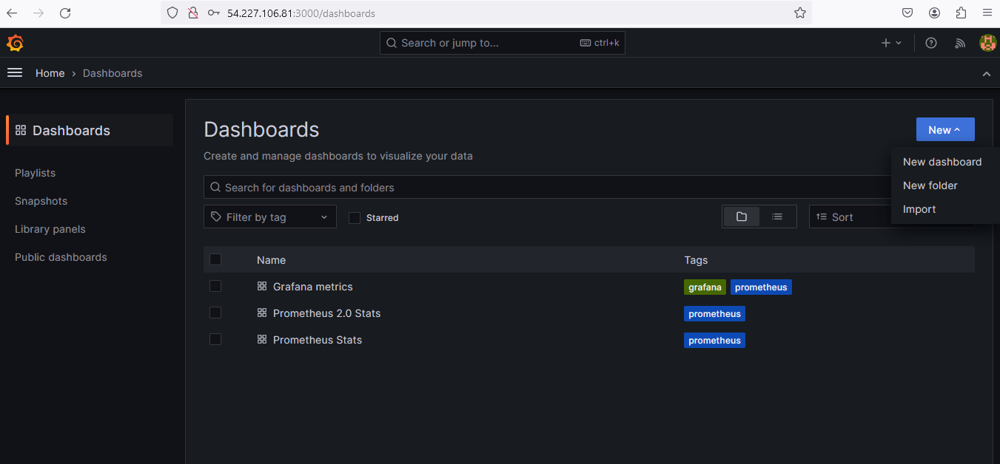 54.227.106.81:3000/dashboards
Search or jump to... ctrl+k
Home › Dashboards
Dashboards
Playlists
Snapshots
Library panels
Public dashboards
Dashboards
New
Create and manage dashboards to visualize your data
New dashboard
New folder
Import
Search for dashboards and folders
Filter by tag
Starred
Sort
Name Tags
Grafana metrics grafana prometheus
Prometheus 2.0 Stats prometheus
Prometheus Stats prometheus